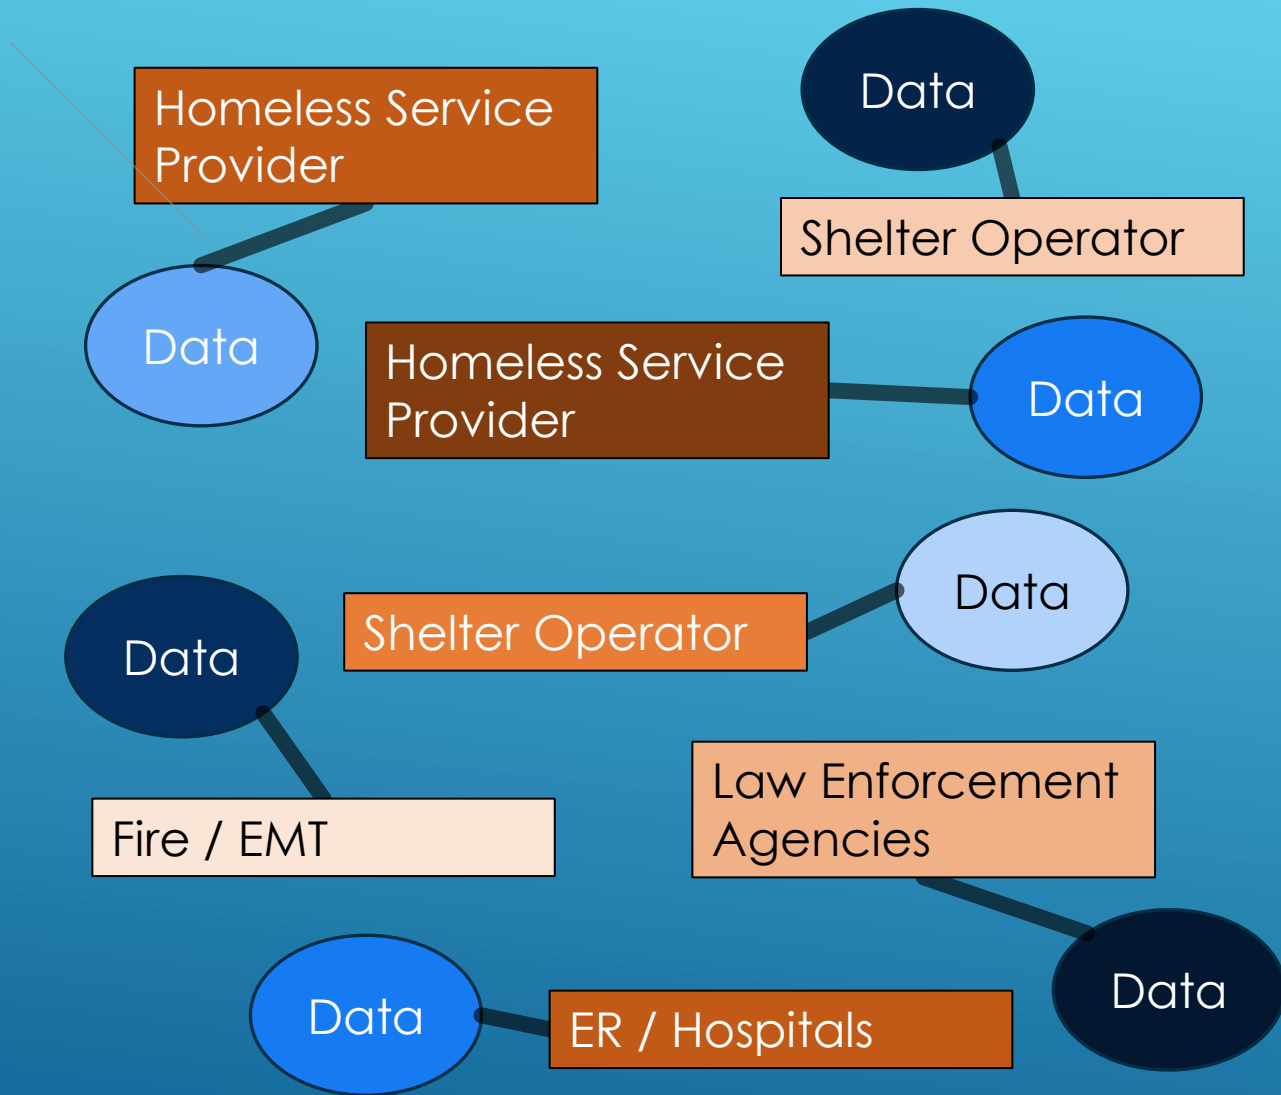 Data
Homeless Service
Provider
Shelter Operator
Data
Homeless Service
Provider
Data
Data
Shelter Operator
Data
Law Enforcement
Agencies
Fire / EMT
Data
Data
ER / Hospitals